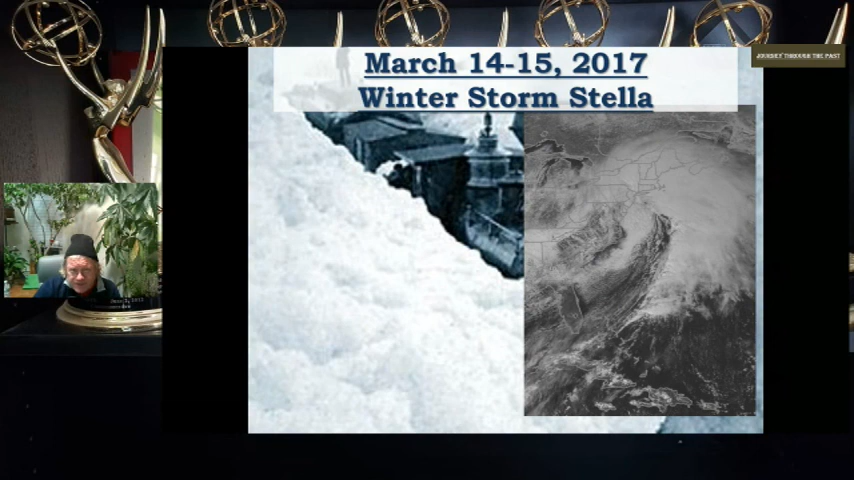 March 14-15, 2017
Winter Storm Stella
JOURNEY THROUGH THE PAST